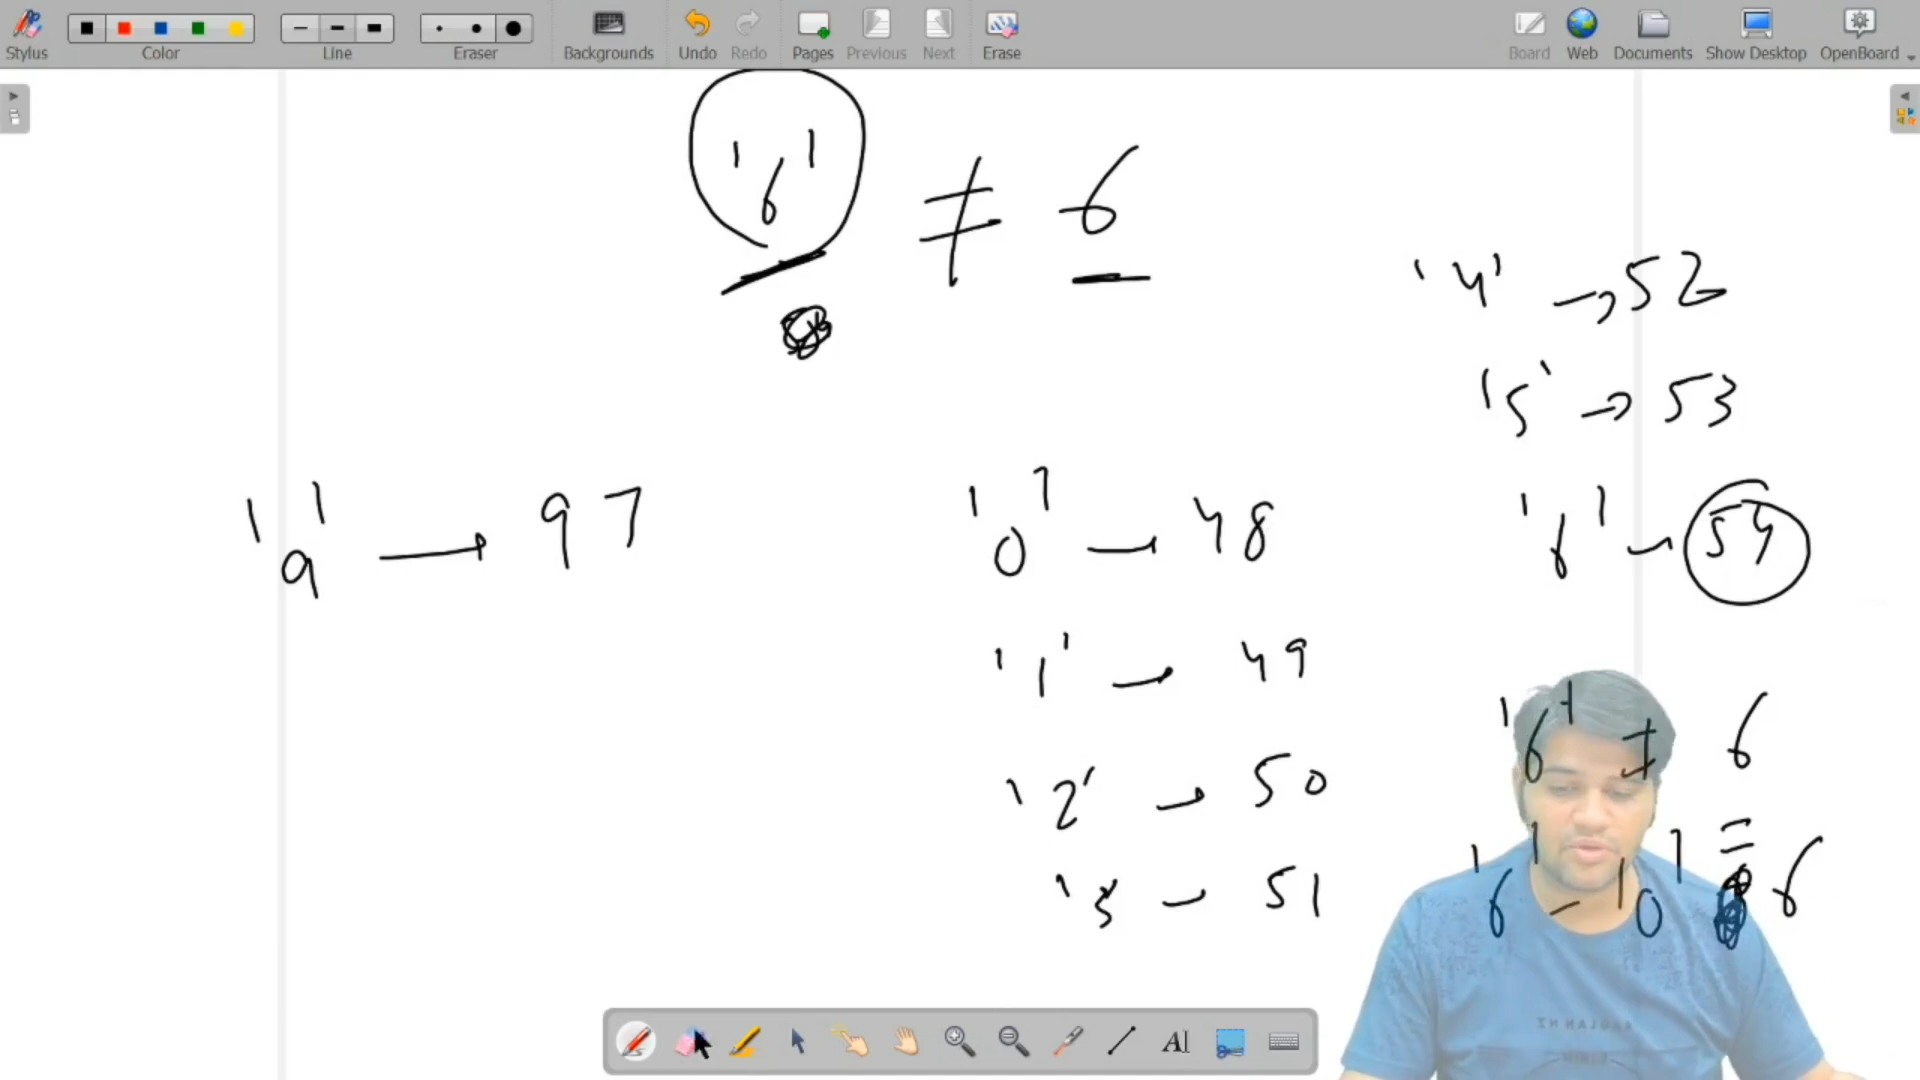 Stylus Color Line Eraser Backgrounds Undo Redo Pages Previous Next Erase Board Web Documents Show Desktop OpenBoard
'6' ≠ 6
'a' → 97
'0' → 48
'1' → 49
'2' → 50
'3 → 51
'4' → 52
'5' → 53
'6' → 54
'6' ≠ 6
'6' - '0' = 6
AI